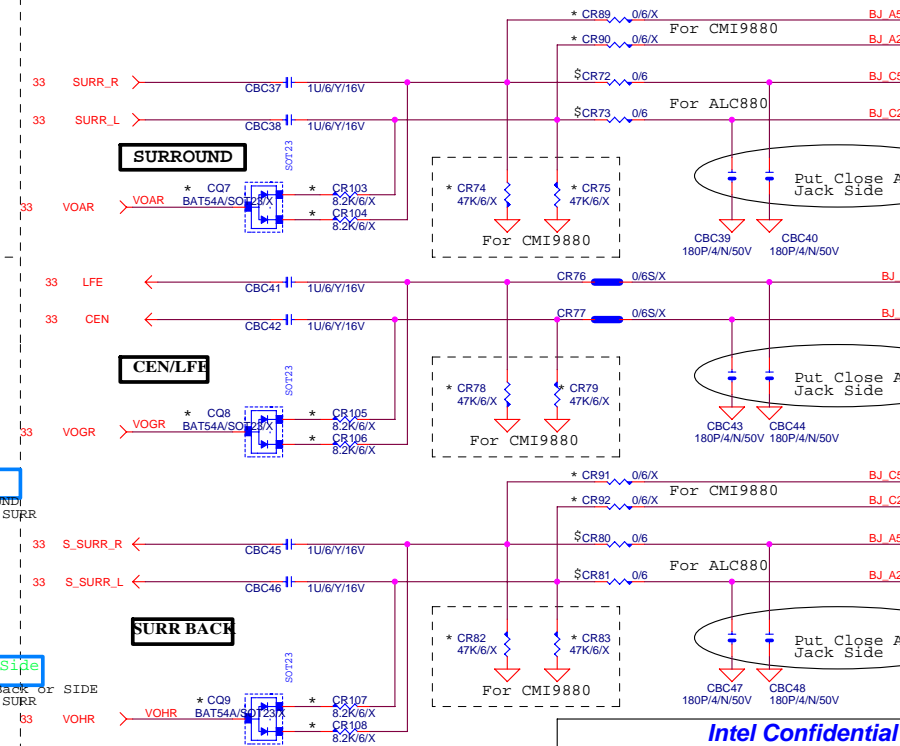 * CR89 0/6/X BJ_A5
For CMI9880
* CR90 0/6/X BJ_A2
33 SURR_R CBC37 1U/6/Y/16V $CR72 0/6 BJ_C5
For ALC880
33 SURR_L CBC38 1U/6/Y/16V $CR73 0/6 BJ_C2
SURROUND
SOT23
* CQ7
BAT54A/SOT23/X
33 VOAR VOAR
* CR103
8.2K/6/X
* CR104
8.2K/6/X
* CR74
47K/6/X
* CR75
47K/6/X
For CMI9880
Put Close A
Jack Side
CBC39
180P/4/N/50V
CBC40
180P/4/N/50V
33 LFE CBC41 1U/6/Y/16V CR76 0/6S/X BJ_
33 CEN CBC42 1U/6/Y/16V CR77 0/6S/X BJ_
CEN/LFE
SOT23
* CQ8
BAT54A/SOT23/X
33 VOGR VOGR
* CR105
8.2K/6/X
* CR106
8.2K/6/X
* CR78
47K/6/X
* CR79
47K/6/X
For CMI9880
Put Close A
Jack Side
CBC43
180P/4/N/50V
CBC44
180P/4/N/50V
* CR91 0/6/X BJ_C5
For CMI9880
* CR92 0/6/X BJ_C2
SURR
33 S_SURR_R CBC45 1U/6/Y/16V $CR80 0/6 BJ_A5
For ALC880
33 S_SURR_L CBC46 1U/6/Y/16V $CR81 0/6 BJ_A2
SURR BACK
SOT23
* CQ9
BAT54A/SOT23/X
Side
Back or SIDE
SURR
33 VOHR VOHR
* CR107
8.2K/6/X
* CR108
8.2K/6/X
* CR82
47K/6/X
* CR83
47K/6/X
For CMI9880
Put Close A
Jack Side
CBC47
180P/4/N/50V
CBC48
180P/4/N/50V
Intel Confidential